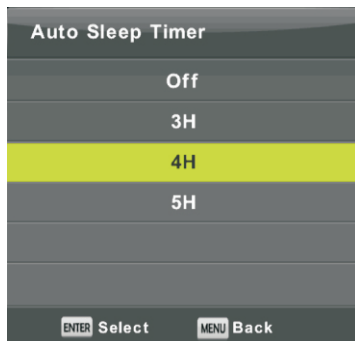 Auto Sleep Timer
Off
3H
4H
5H
ENTER Select MENU Back